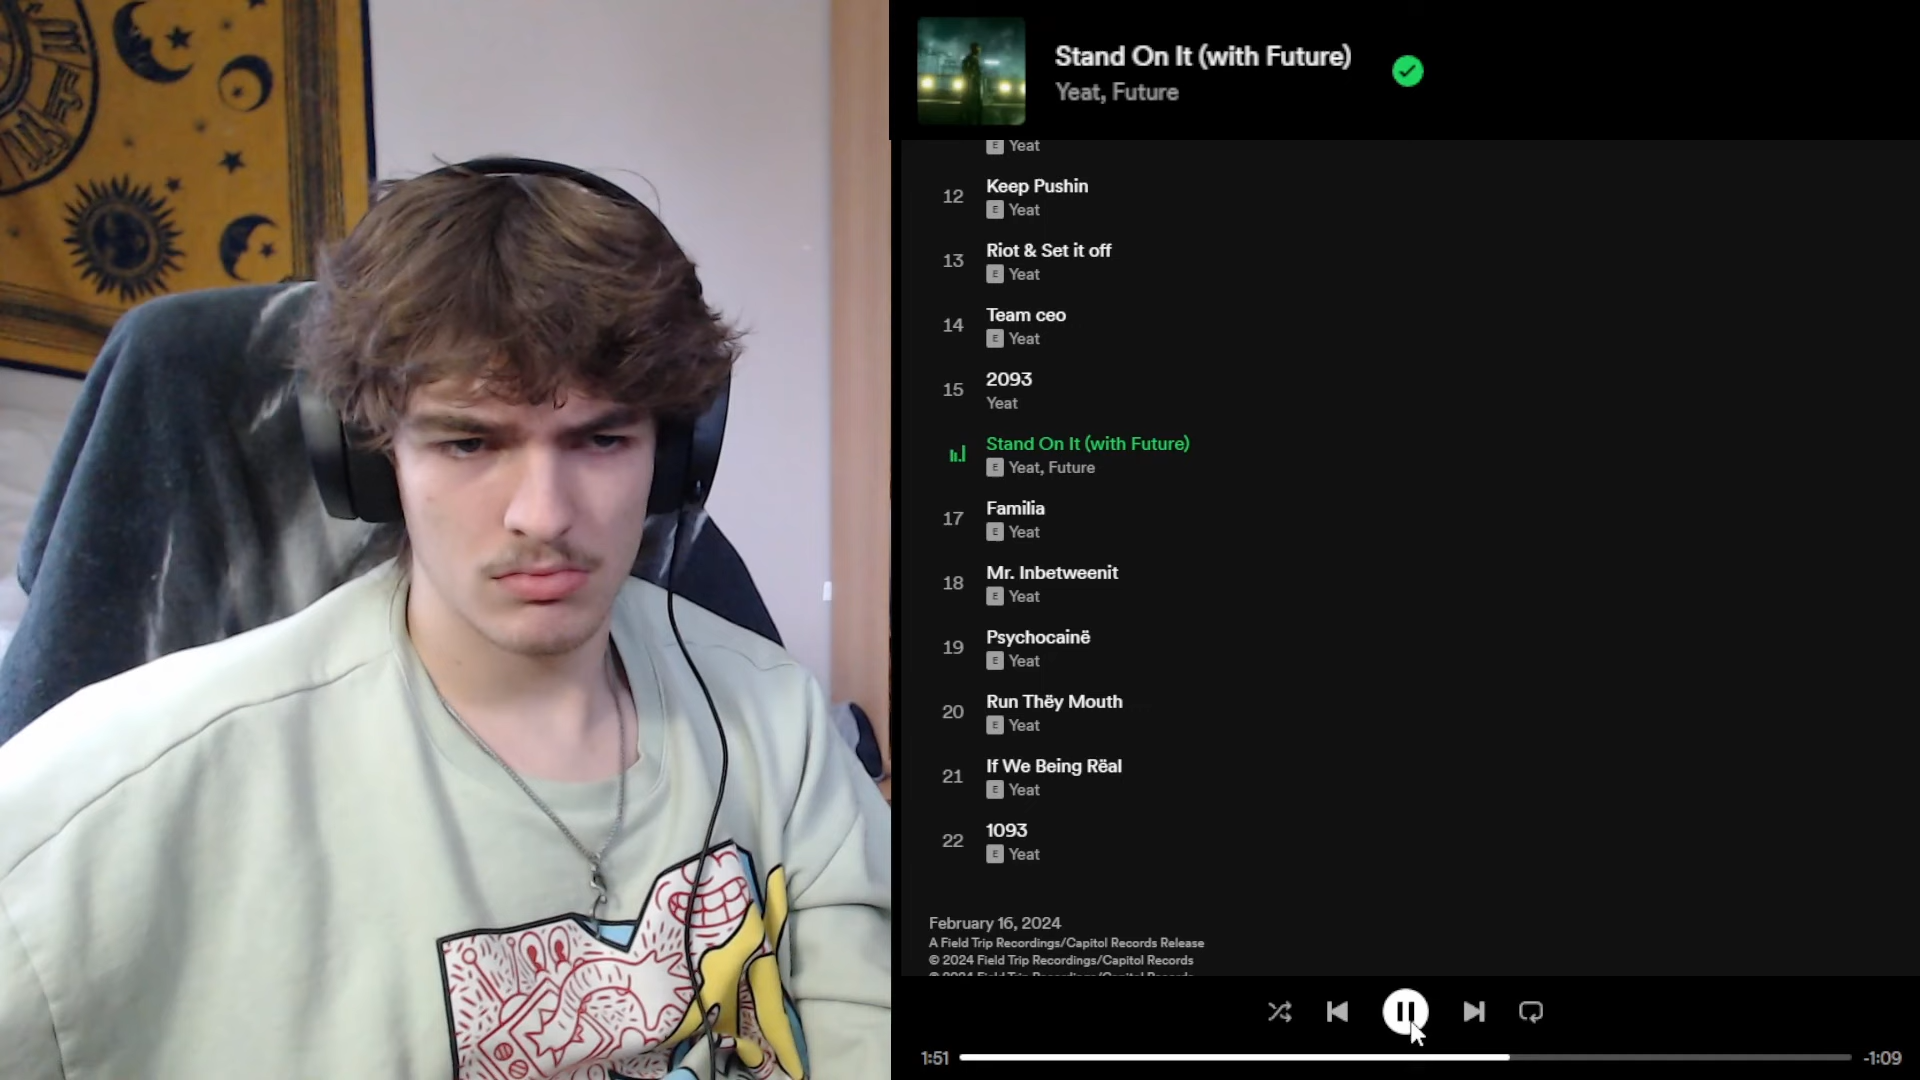 Stand On It (with Future)
Yeat, Future
E Yeat
12 Keep Pushin
E Yeat
13 Riot & Set it off
E Yeat
14 Team ceo
E Yeat
15 2093
Yeat
Stand On It (with Future)
E Yeat, Future
17 Familia
E Yeat
18 Mr. Inbetweenit
E Yeat
19 Psychocainë
E Yeat
20 Run Thëy Mouth
E Yeat
21 If We Being Rëal
E Yeat
22 1093
E Yeat
February 16, 2024
A Field Trip Recordings/Capitol Records Release
© 2024 Field Trip Recordings/Capitol Records
1:51
-1:09